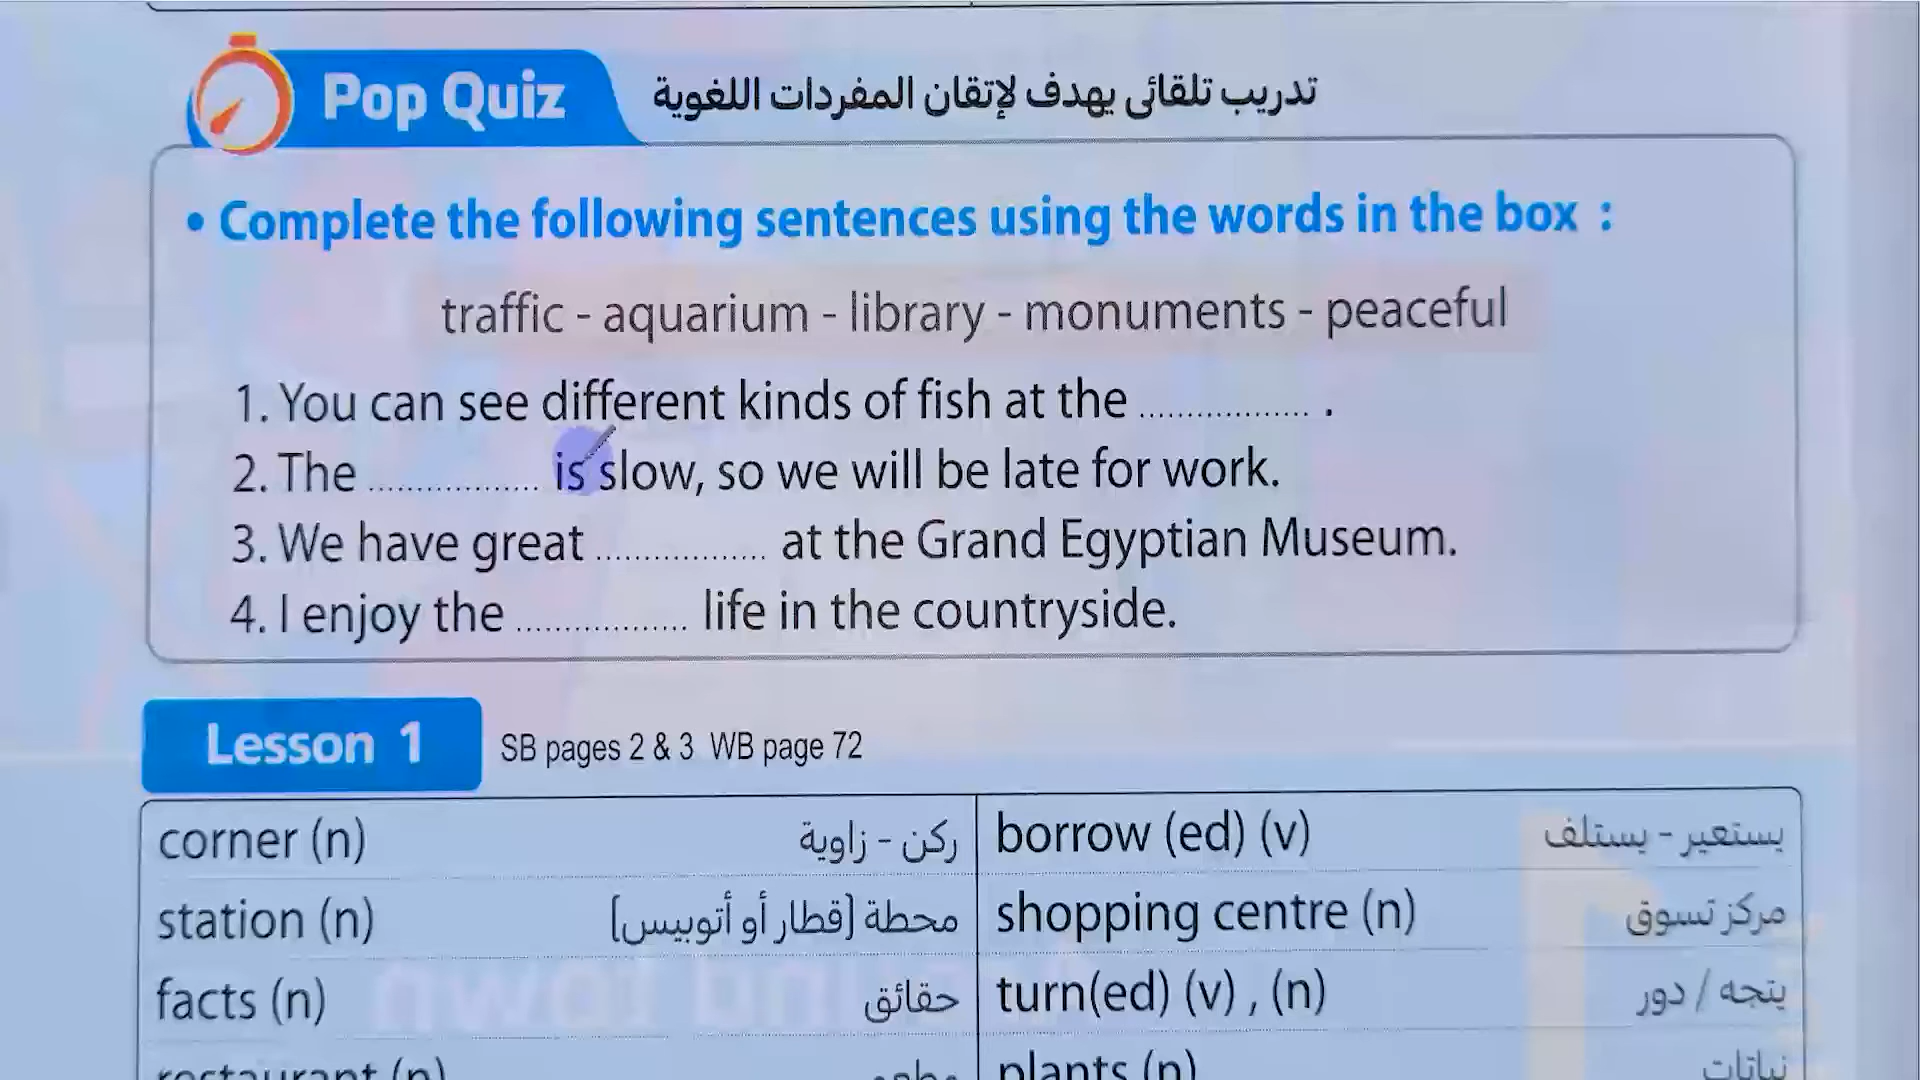 Pop Quiz
تدريب تلقائى يهدف لإتقان المفردات اللغوية
• Complete the following sentences using the words in the box :
traffic - aquarium - library - monuments - peaceful
1. You can see different kinds of fish at the .................. .
2. The .................. is slow, so we will be late for work.
3. We have great .................. at the Grand Egyptian Museum.
4. I enjoy the .................. life in the countryside.
Lesson 1 SB pages 2 & 3 WB page 72
corner (n) ركن - زاوية
borrow (ed) (v) يستعير - يستلف
station (n) محطة [قطار أو أتوبيس]
shopping centre (n) مركز تسوق
facts (n) حقائق
turn(ed) (v) , (n) يتجه / دور
restaurant (n) مطعم
plants (n) نباتات